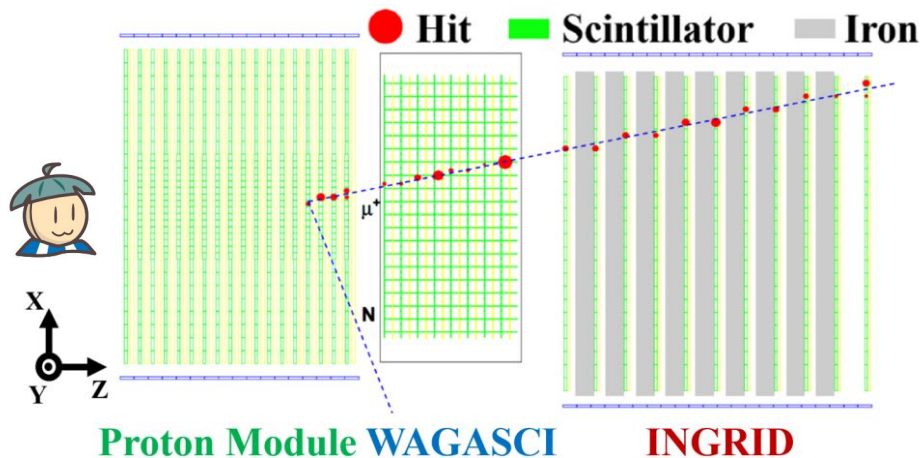 Hit Scintillator Iron
μ+
N
X
Y
Z
Proton Module WAGASCI INGRID